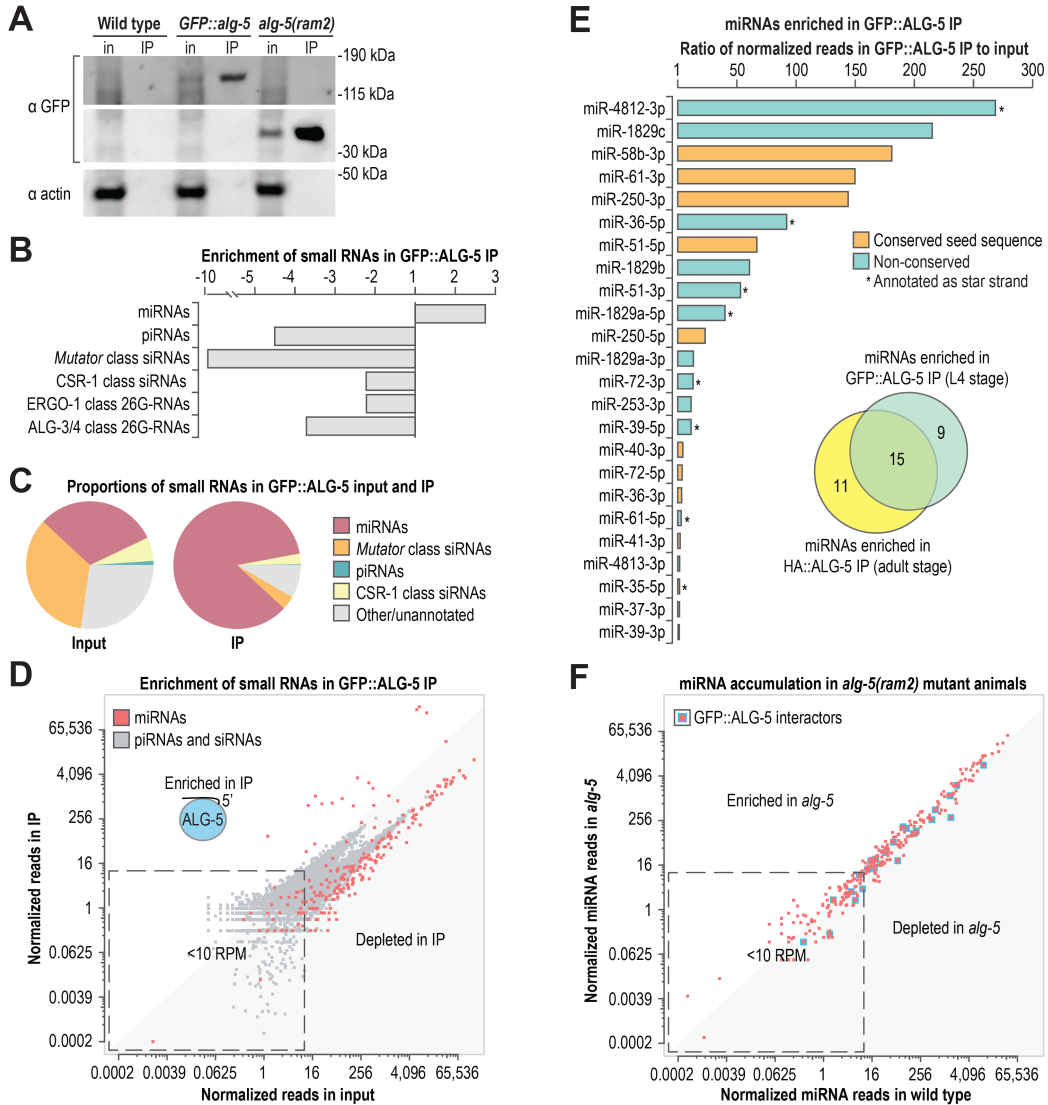 A
Wild type GFP::alg-5 alg-5(ram2)
in IP in IP in IP
-190 kDa
α GFP
-115 kDa
-30 kDa
-50 kDa
α actin
B
Enrichment of small RNAs in GFP::ALG-5 IP
-10 -5 -4 -2 1 2 3
miRNAs
piRNAs
Mutator class siRNAs
CSR-1 class siRNAs
ERGO-1 class 26G-RNAs
ALG-3/4 class 26G-RNAs
C
Proportions of small RNAs in GFP::ALG-5 input and IP
miRNAs
Mutator class siRNAs
piRNAs
CSR-1 class siRNAs
Other/unannotated
Input
IP
D
Enrichment of small RNAs in GFP::ALG-5 IP
miRNAs
piRNAs and siRNAs
Enriched in IP
5'
ALG-5
Depleted in IP
<10 RPM
Normalized reads in IP
65,536
4,096
256
16
1
0.0625
0.0039
0.0002
0.0002 0.0039 0.0625 1 16 256 4,096 65,536
Normalized reads in input
E
miRNAs enriched in GFP::ALG-5 IP
Ratio of normalized reads in GFP::ALG-5 IP to input
1 50 100 150 200 250 300
miR-4812-3p *
miR-1829c
miR-58b-3p
miR-61-3p
miR-250-3p
miR-36-5p *
miR-51-5p
miR-1829b
miR-51-3p *
miR-1829a-5p *
miR-250-5p
miR-1829a-3p
miR-72-3p *
miR-253-3p
miR-39-5p *
miR-40-3p
miR-72-5p
miR-36-3p
miR-61-5p *
miR-41-3p
miR-4813-3p
miR-35-5p *
miR-37-3p
miR-39-3p
Conserved seed sequence
Non-conserved
* Annotated as star strand
miRNAs enriched in
GFP::ALG-5 IP (L4 stage)
9
15
11
miRNAs enriched in
HA::ALG-5 IP (adult stage)
F
miRNA accumulation in alg-5(ram2) mutant animals
GFP::ALG-5 interactors
Enriched in alg-5
Depleted in alg-5
<10 RPM
Normalized miRNA reads in alg-5
65,536
4,096
256
16
1
0.0625
0.0039
0.0002
0.0002 0.0039 0.0625 1 16 256 4,096 65,536
Normalized miRNA reads in wild type